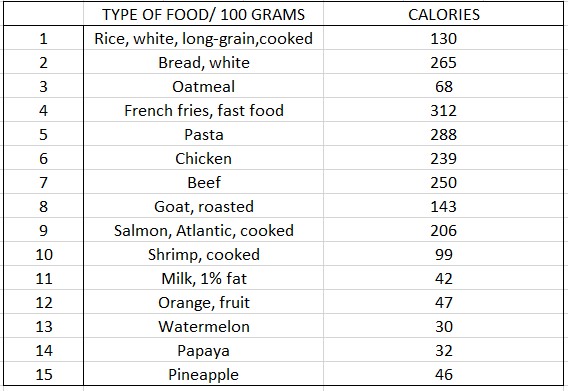 TYPE OF FOOD/ 100 GRAMS CALORIES
1 Rice, white, long-grain,cooked 130
2 Bread, white 265
3 Oatmeal 68
4 French fries, fast food 312
5 Pasta 288
6 Chicken 239
7 Beef 250
8 Goat, roasted 143
9 Salmon, Atlantic, cooked 206
10 Shrimp, cooked 99
11 Milk, 1% fat 42
12 Orange, fruit 47
13 Watermelon 30
14 Papaya 32
15 Pineapple 46